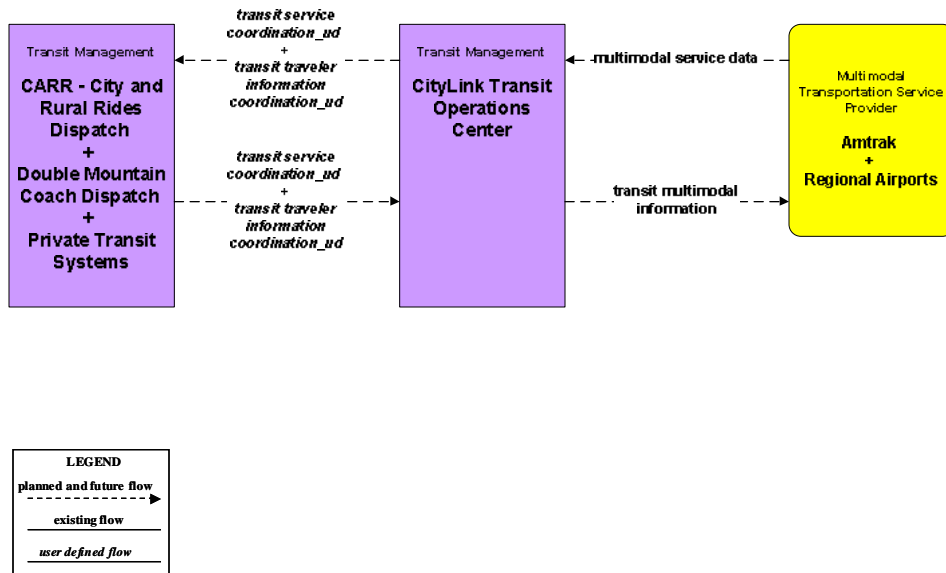 Transit Management
CARR - City and
Rural Rides
Dispatch
+
Double Mountain
Coach Dispatch
+
Private Transit
Systems
transit service
coordination_ud
+
transit traveler
information
coordination_ud
transit service
coordination_ud
+
transit traveler
information
coordination_ud
Transit Management
CityLink Transit
Operations
Center
multimodal service data
transit multimodal
information
Multimodal
Transportation Service
Provider
Amtrak
+
Regional Airports
LEGEND
planned and future flow
existing flow
user defined flow